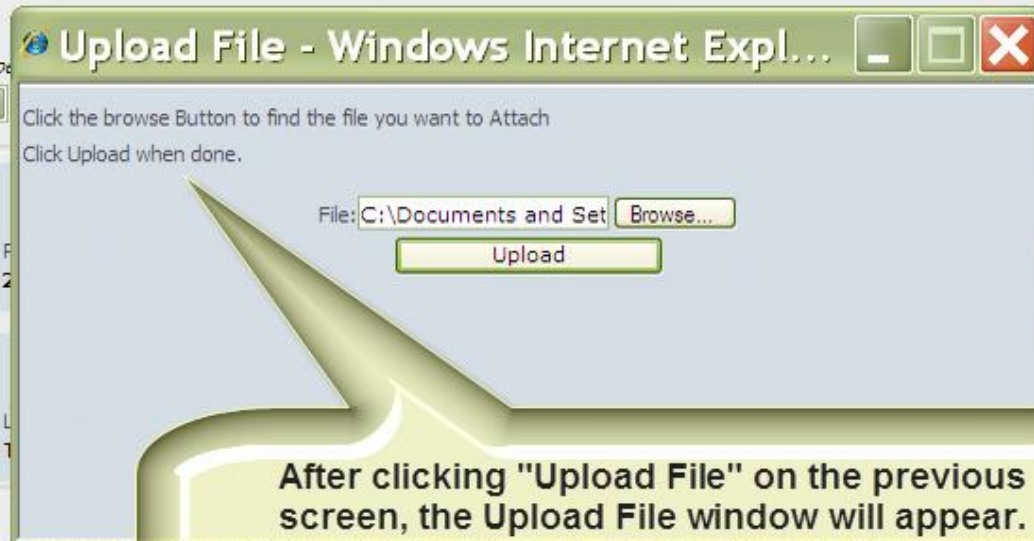 Upload File - Windows Internet Expl...
Click the browse Button to find the file you want to Attach
Click Upload when done.
File: C:\Documents and Set Browse...
Upload
After clicking "Upload File" on the previous
screen, the Upload File window will appear.